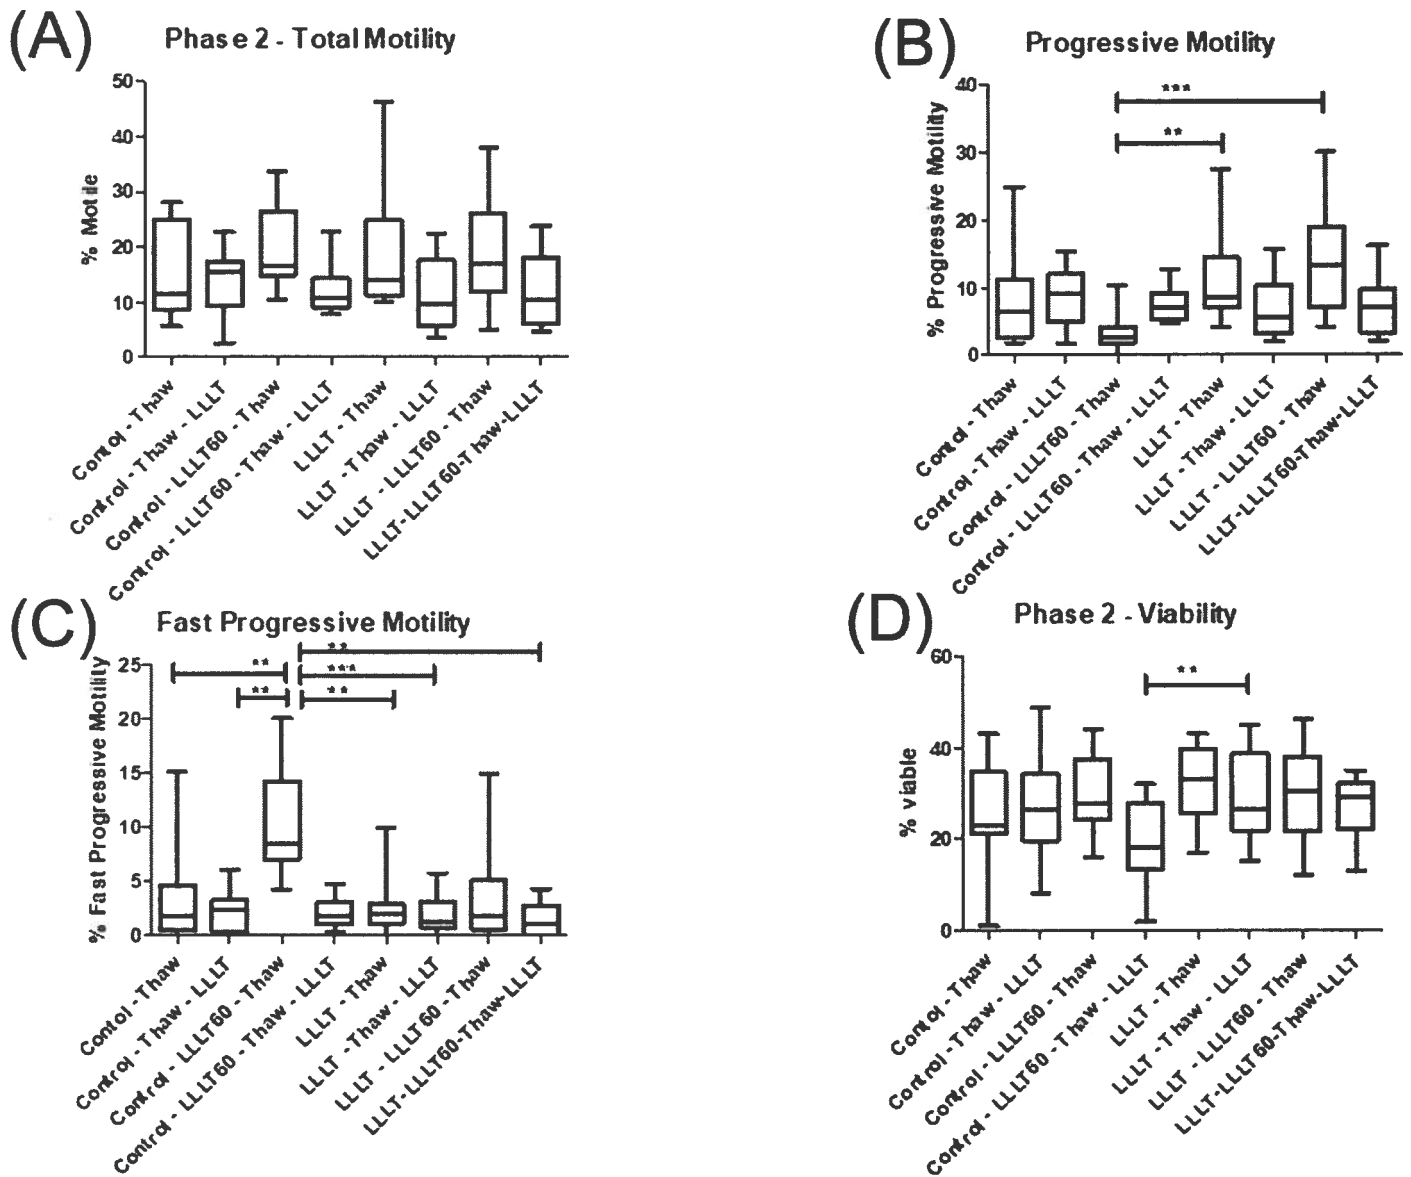 (A)
Phase 2 - Total Motility
% Motile
50
40
30
20
10
0
Control - Thaw
Control - Thaw - LLLT
Control - LLLT60 - Thaw
Control - LLLT60 - Thaw - LLLT
LLLT - Thaw
LLLT - Thaw - LLLT
LLLT - LLLT60 - Thaw
LLLT-LLLT60-Thaw-LLLT
(B)
Progressive Motility
% Progressive Motility
40
30
20
10
0
***
**
Control - Thaw
Control - Thaw - LLLT
Control - LLLT60 - Thaw
Control - LLLT60 - Thaw - LLLT
LLLT - Thaw
LLLT - Thaw - LLLT
LLLT - LLLT60 - Thaw
LLLT-LLLT60-Thaw-LLLT
(C)
Fast Progressive Motility
% Fast Progressive Motility
25
20
15
10
5
0
**
**
**
***
**
Control - Thaw
Control - Thaw - LLLT
Control - LLLT60 - Thaw
Control - LLLT60 - Thaw - LLLT
LLLT - Thaw
LLLT - Thaw - LLLT
LLLT - LLLT60 - Thaw
LLLT-LLLT60-Thaw-LLLT
(D)
Phase 2 - Viability
% viable
60
40
20
0
**
Control - Thaw
Control - Thaw - LLLT
Control - LLLT60 - Thaw
Control - LLLT60 - Thaw - LLLT
LLLT - Thaw
LLLT - Thaw - LLLT
LLLT - LLLT60 - Thaw
LLLT-LLLT60-Thaw-LLLT